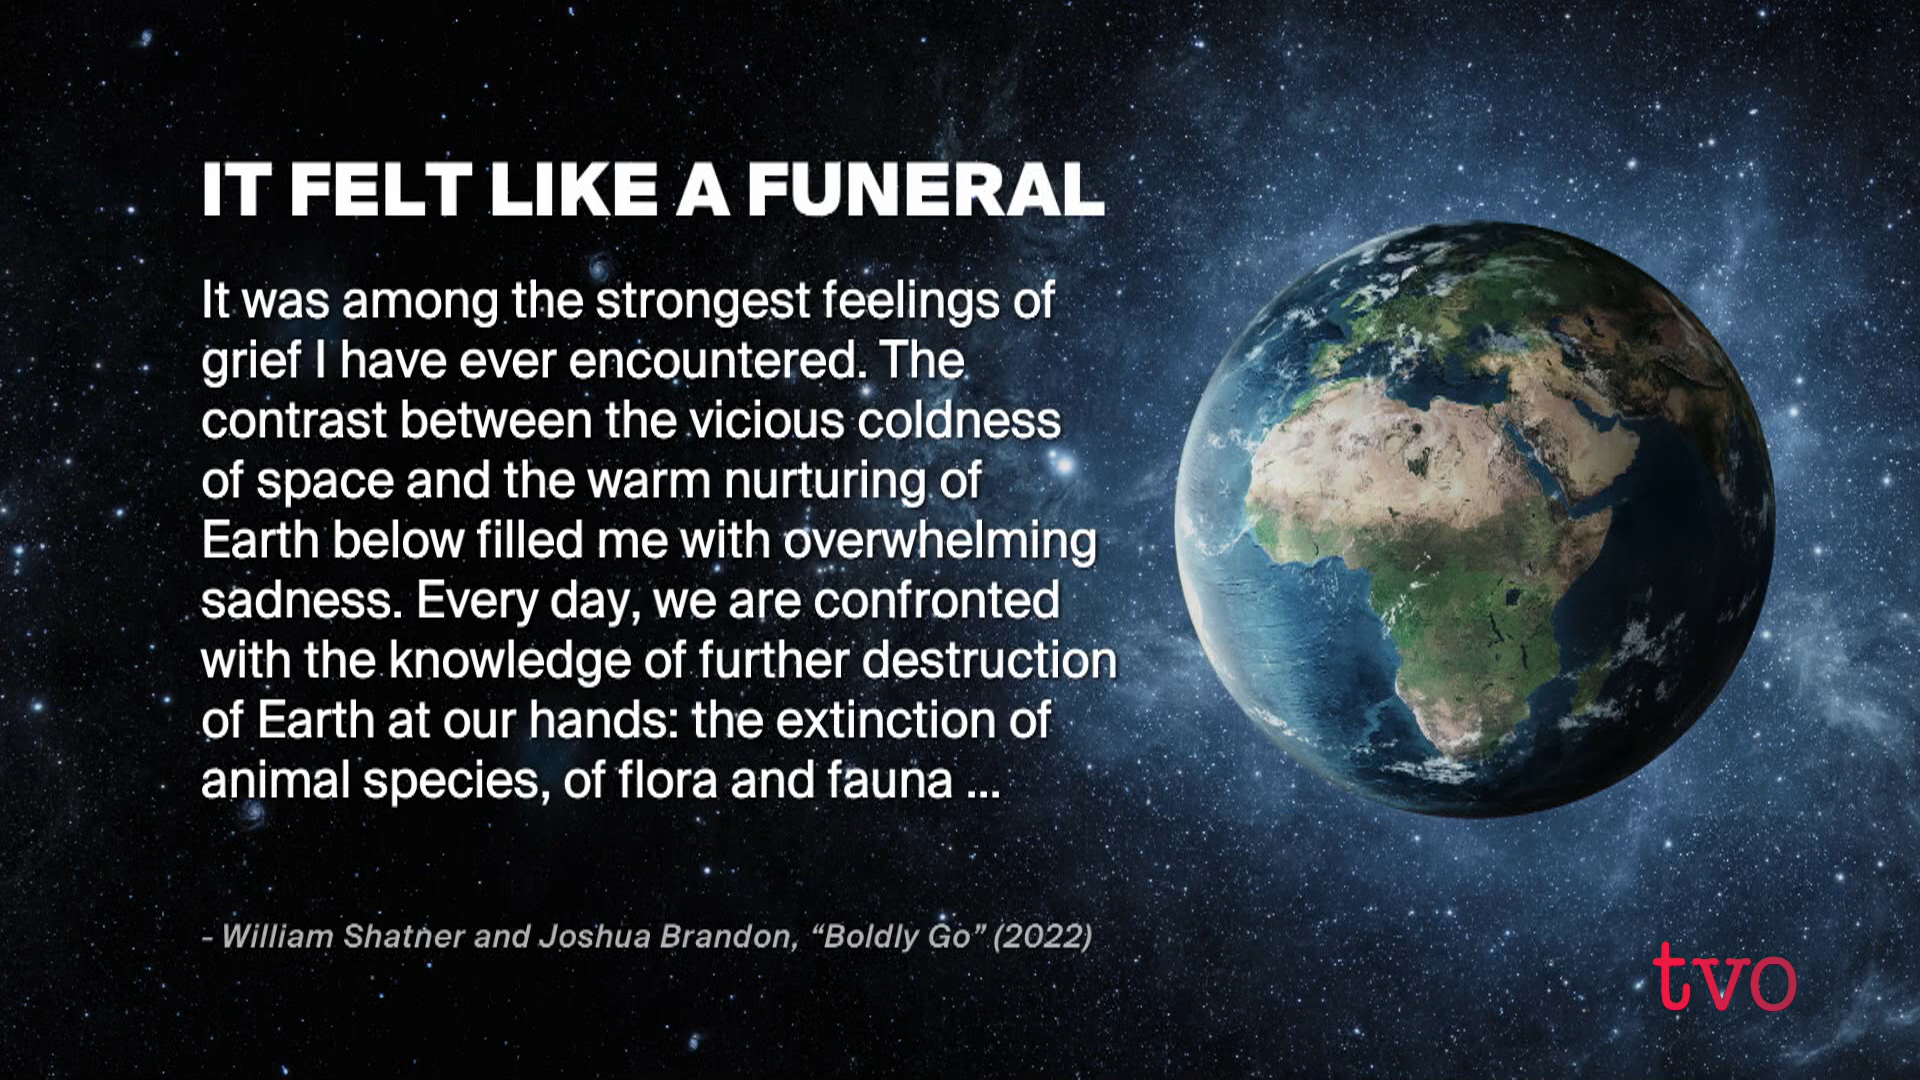 IT FELT LIKE A FUNERAL
It was among the strongest feelings of
grief I have ever encountered. The
contrast between the vicious coldness
of space and the warm nurturing of
Earth below filled me with overwhelming
sadness. Every day, we are confronted
with the knowledge of further destruction
of Earth at our hands: the extinction of
animal species, of flora and fauna ...
- William Shatner and Joshua Brandon, “Boldly Go” (2022)
tvo